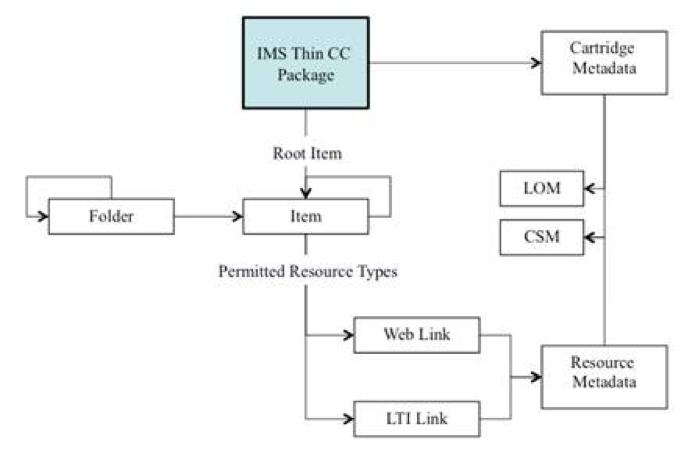 IMS Thin CC
Package
Cartridge
Metadata
Root Item
LOM
Folder
Item
CSM
Permitted Resource Types
Web Link
Resource
Metadata
LTI Link